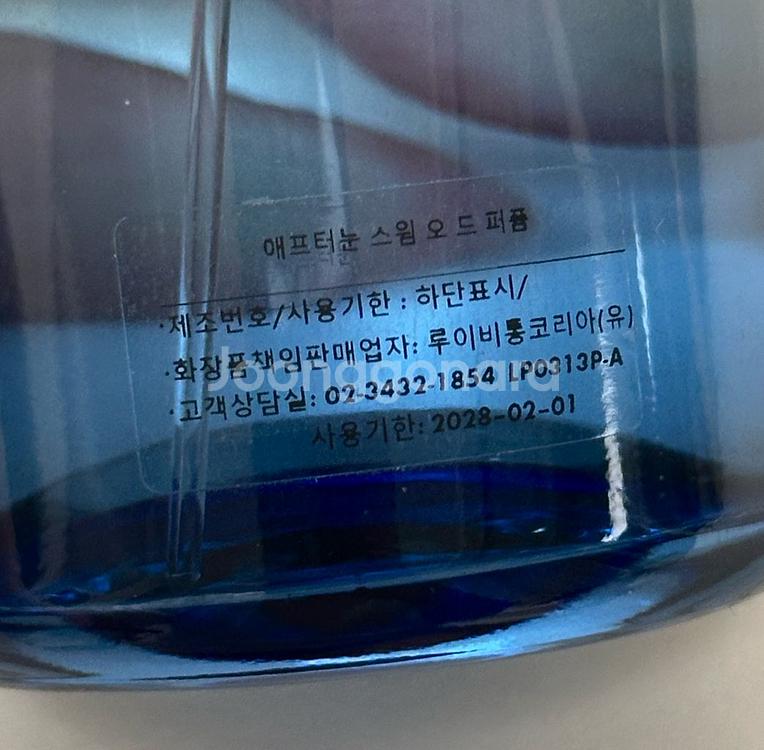 애프터눈 스윔 오 드 퍼퓸
·제조번호/사용기한 : 하단표시/
·화장품책임판매업자: 루이비통코리아(유)
Joonggonara
·고객상담실: 02-3432-1854 LP0313P-A
사용기한: 2028-02-01